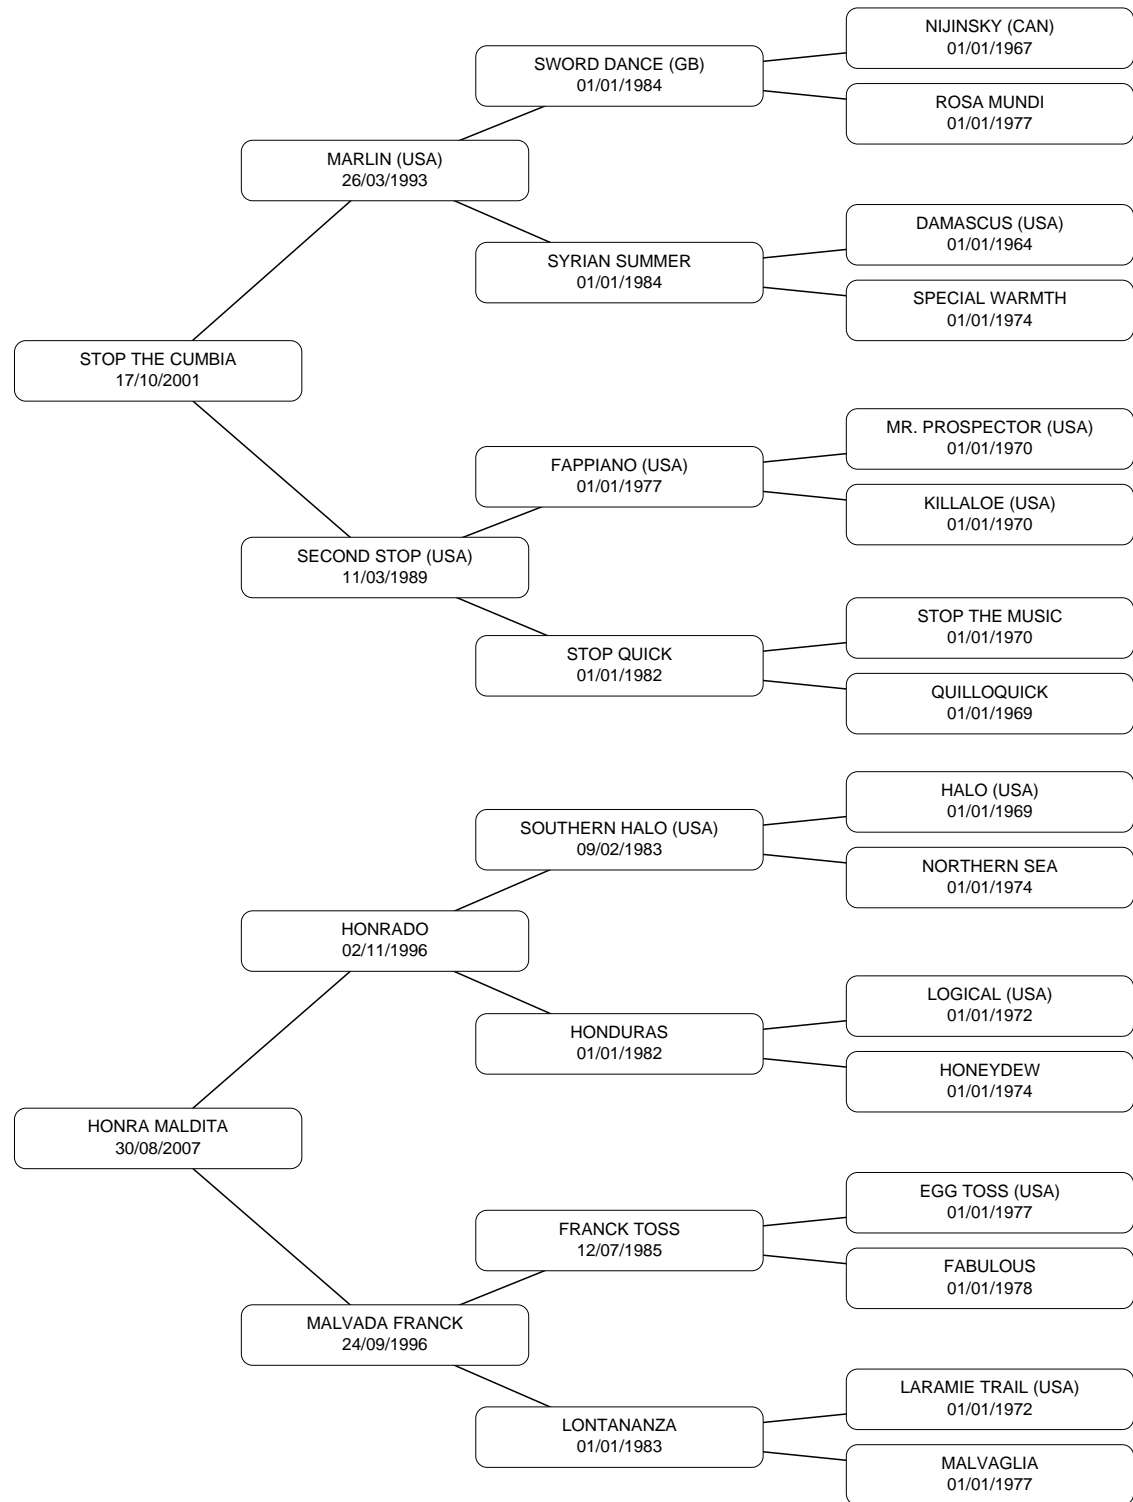 NIJINSKY (CAN)
01/01/1967
SWORD DANCE (GB)
01/01/1984
ROSA MUNDI
01/01/1977
MARLIN (USA)
26/03/1993
DAMASCUS (USA)
01/01/1964
SYRIAN SUMMER
01/01/1984
SPECIAL WARMTH
01/01/1974
STOP THE CUMBIA
17/10/2001
MR. PROSPECTOR (USA)
01/01/1970
FAPPIANO (USA)
01/01/1977
KILLALOE (USA)
01/01/1970
SECOND STOP (USA)
11/03/1989
STOP THE MUSIC
01/01/1970
STOP QUICK
01/01/1982
QUILLOQUICK
01/01/1969
HALO (USA)
01/01/1969
SOUTHERN HALO (USA)
09/02/1983
NORTHERN SEA
01/01/1974
HONRADO
02/11/1996
LOGICAL (USA)
01/01/1972
HONDURAS
01/01/1982
HONEYDEW
01/01/1974
HONRA MALDITA
30/08/2007
EGG TOSS (USA)
01/01/1977
FRANCK TOSS
12/07/1985
FABULOUS
01/01/1978
MALVADA FRANCK
24/09/1996
LARAMIE TRAIL (USA)
01/01/1972
LONTANANZA
01/01/1983
MALVAGLIA
01/01/1977